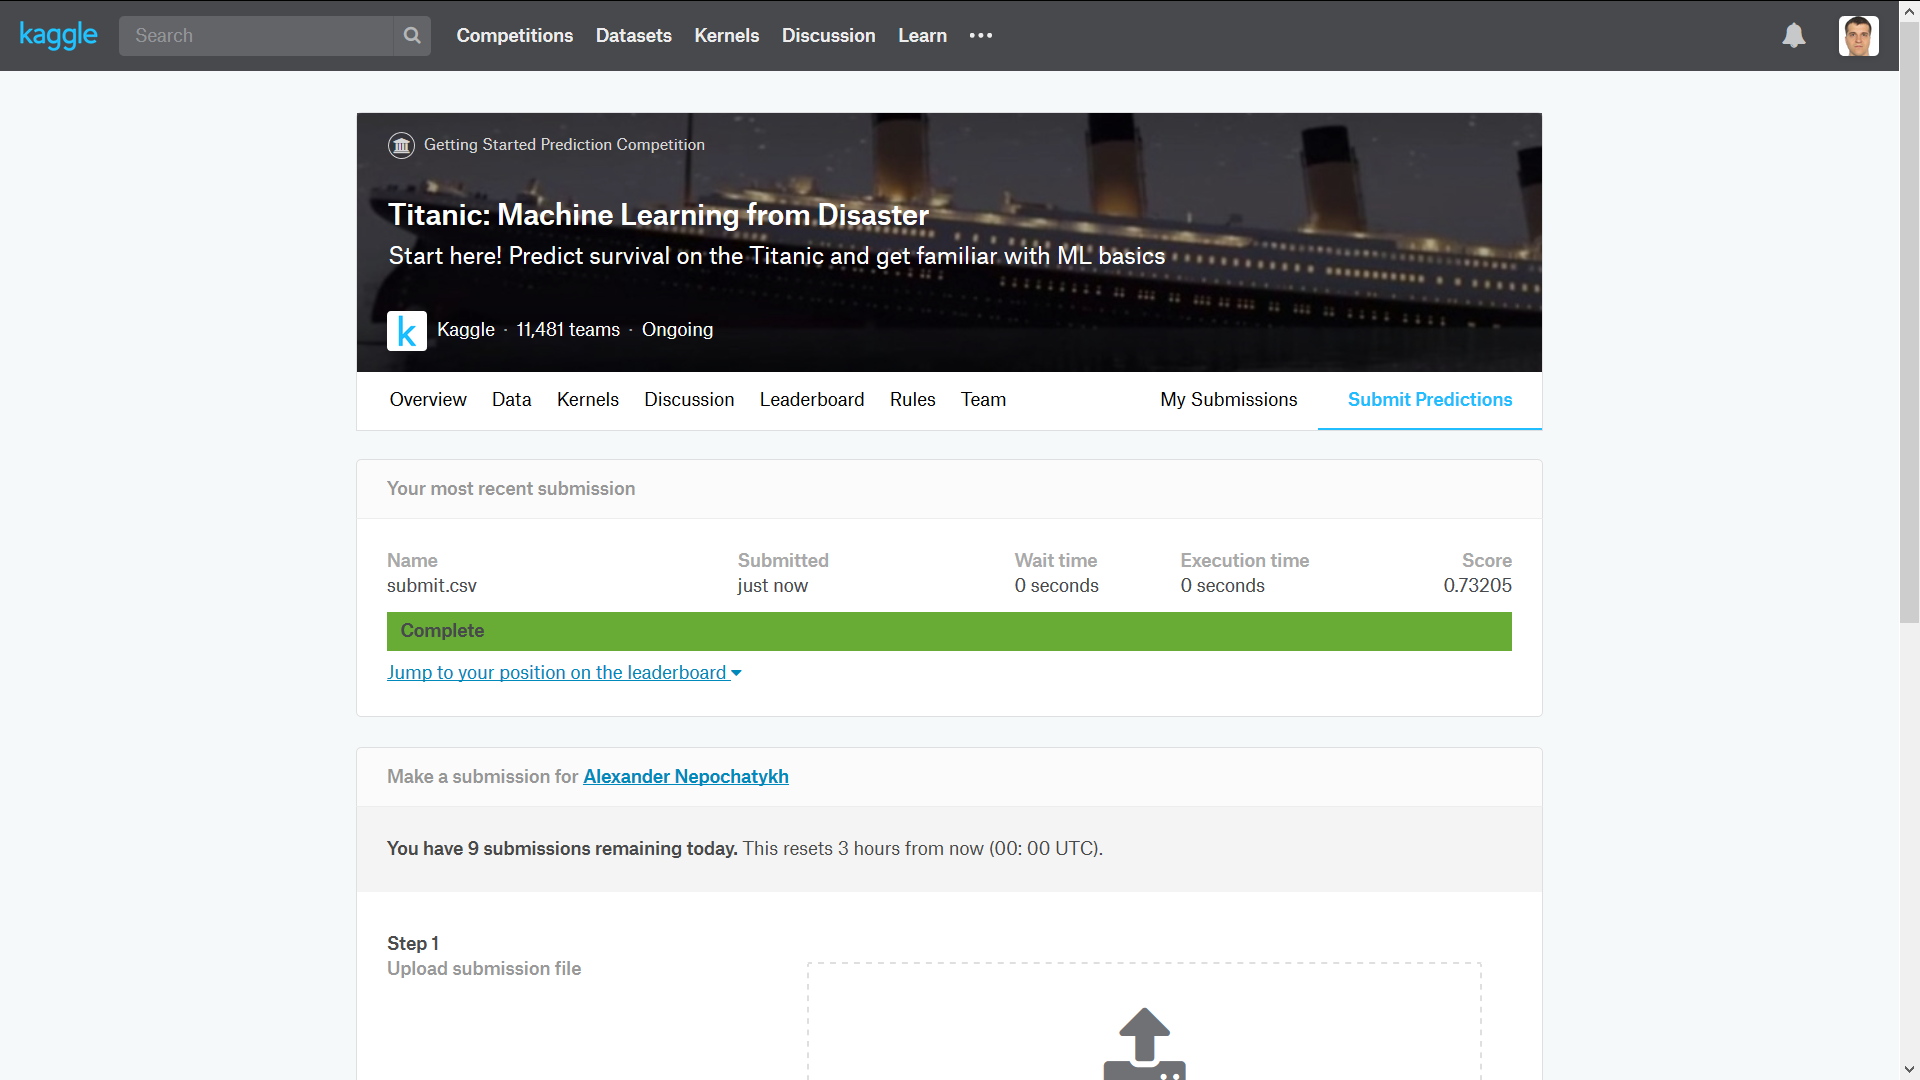 kaggle
Search
Competitions Datasets Kernels Discussion Learn
Getting Started Prediction Competition
Titanic: Machine Learning from Disaster
Start here! Predict survival on the Titanic and get familiar with ML basics
k Kaggle · 11,481 teams · Ongoing
Overview Data Kernels Discussion Leaderboard Rules Team My Submissions Submit Predictions
Your most recent submission
Name Submitted Wait time Execution time Score
submit.csv just now 0 seconds 0 seconds 0.73205
Complete
Jump to your position on the leaderboard
Make a submission for Alexander Nepochatykh
You have 9 submissions remaining today. This resets 3 hours from now (00: 00 UTC).
Step 1
Upload submission file